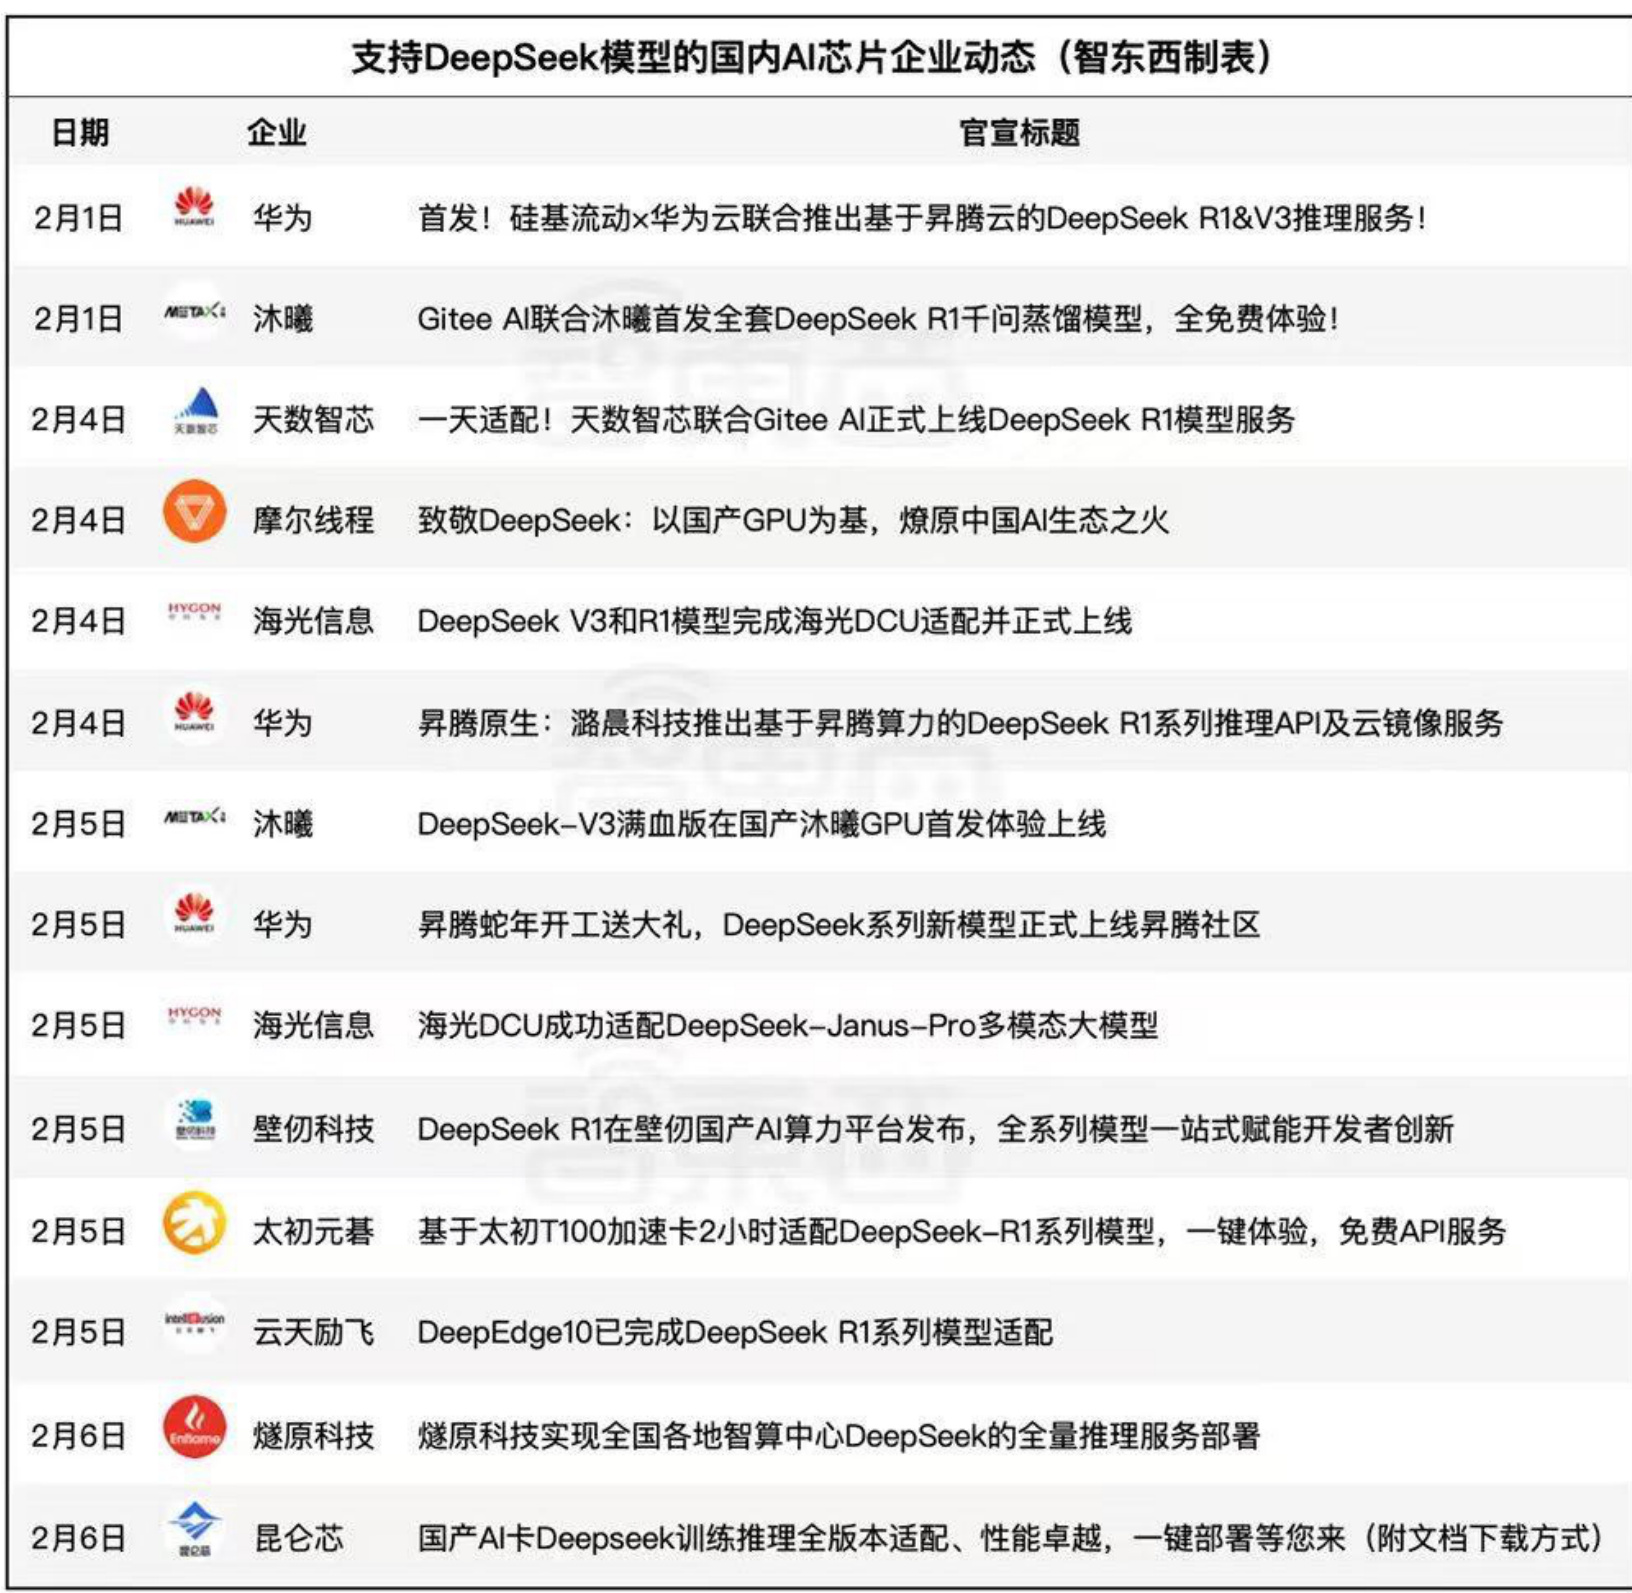 支持DeepSeek模型的国内AI芯片企业动态（智东西制表）
日期 企业 官宣标题
2月1日 HUAWEI 华为 首发！硅基流动x华为云联合推出基于昇腾云的DeepSeek R1&V3推理服务！
2月1日 METAX 沐曦 Gitee AI联合沐曦首发全套DeepSeek R1千问蒸馏模型，全免费体验！
2月4日 天数智芯 天数智芯 一天适配！天数智芯联合Gitee AI正式上线DeepSeek R1模型服务
2月4日 摩尔线程 致敬DeepSeek：以国产GPU为基，燎原中国AI生态之火
2月4日 HYGON 海光信息 DeepSeek V3和R1模型完成海光DCU适配并正式上线
2月4日 HUAWEI 华为 昇腾原生：潞晨科技推出基于昇腾算力的DeepSeek R1系列推理API及云镜像服务
2月5日 METAX 沐曦 DeepSeek-V3满血版在国产沐曦GPU首发体验上线
2月5日 HUAWEI 华为 昇腾蛇年开工送大礼，DeepSeek系列新模型正式上线昇腾社区
2月5日 HYGON 海光信息 海光DCU成功适配DeepSeek-Janus-Pro多模态大模型
2月5日 壁仞科技 壁仞科技 DeepSeek R1在壁仞国产AI算力平台发布，全系列模型一站式赋能开发者创新
2月5日 太初元碁 基于太初T100加速卡2小时适配DeepSeek-R1系列模型，一键体验，免费API服务
2月5日 intellifusion 云天励飞 DeepEdge10已完成DeepSeek R1系列模型适配
2月6日 Enflame 燧原科技 燧原科技实现全国各地智算中心DeepSeek的全量推理服务部署
2月6日 昆仑芯 昆仑芯 国产AI卡Deepseek训练推理全版本适配、性能卓越，一键部署等您来（附文档下载方式）